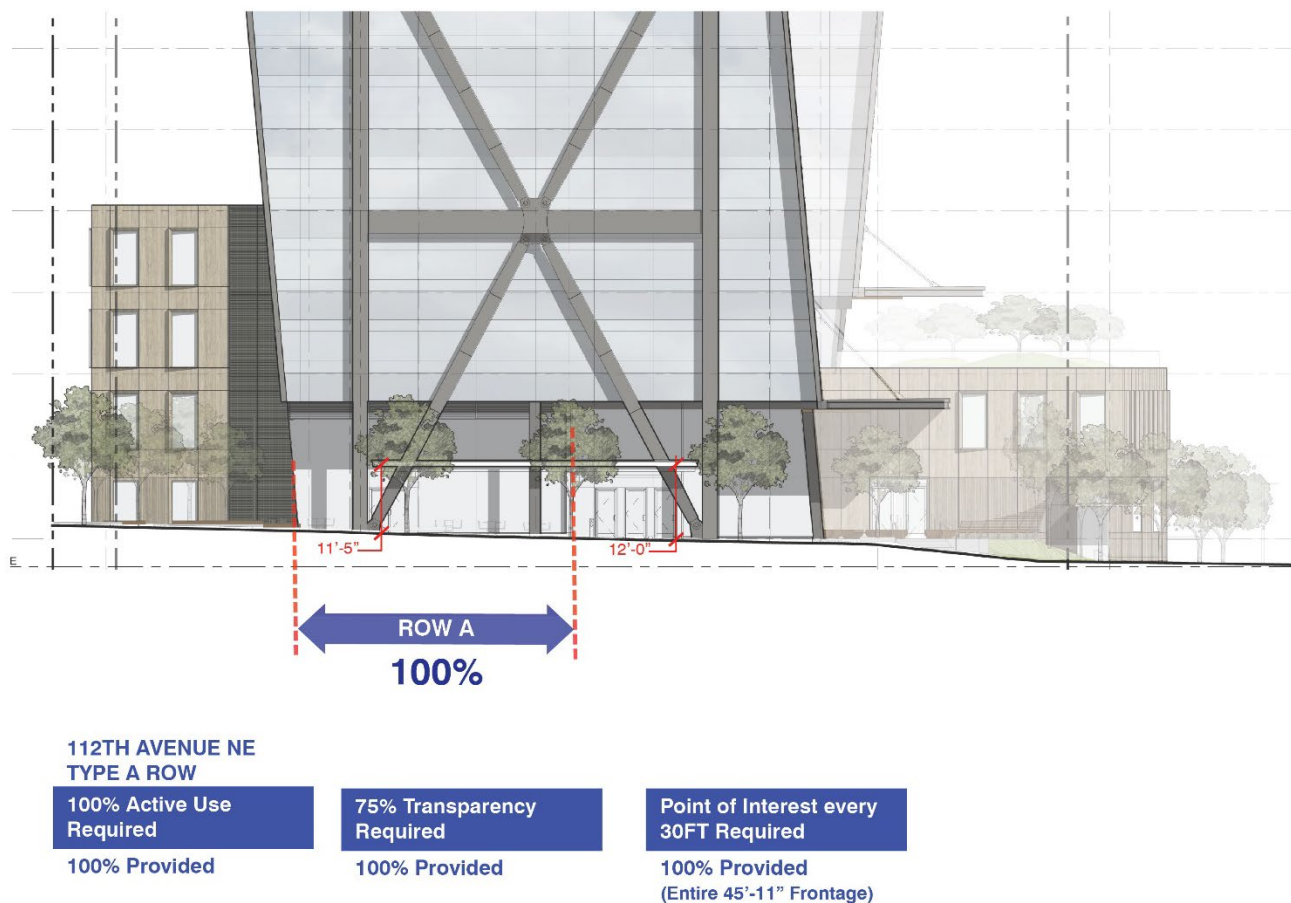 11'-5"
12'-0"
E
ROW A
100%
112TH AVENUE NE
TYPE A ROW
100% Active Use
Required
100% Provided
75% Transparency
Required
100% Provided
Point of Interest every
30FT Required
100% Provided
(Entire 45'-11" Frontage)